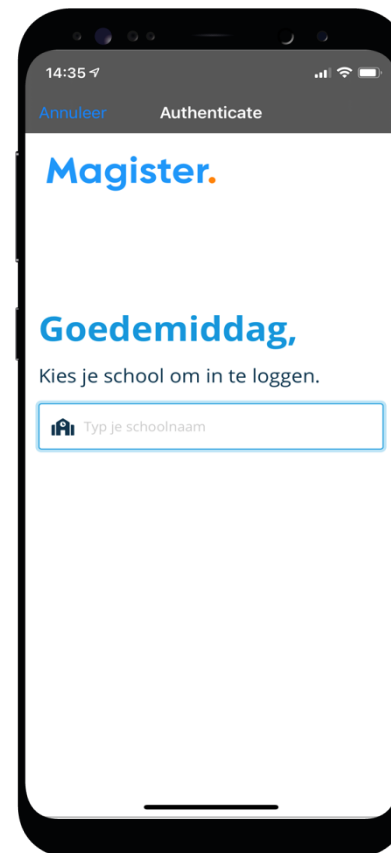 14:35
Annuleer Authenticate
Magister.
Goedemiddag,
Kies je school om in te loggen.
Typ je schoolnaam